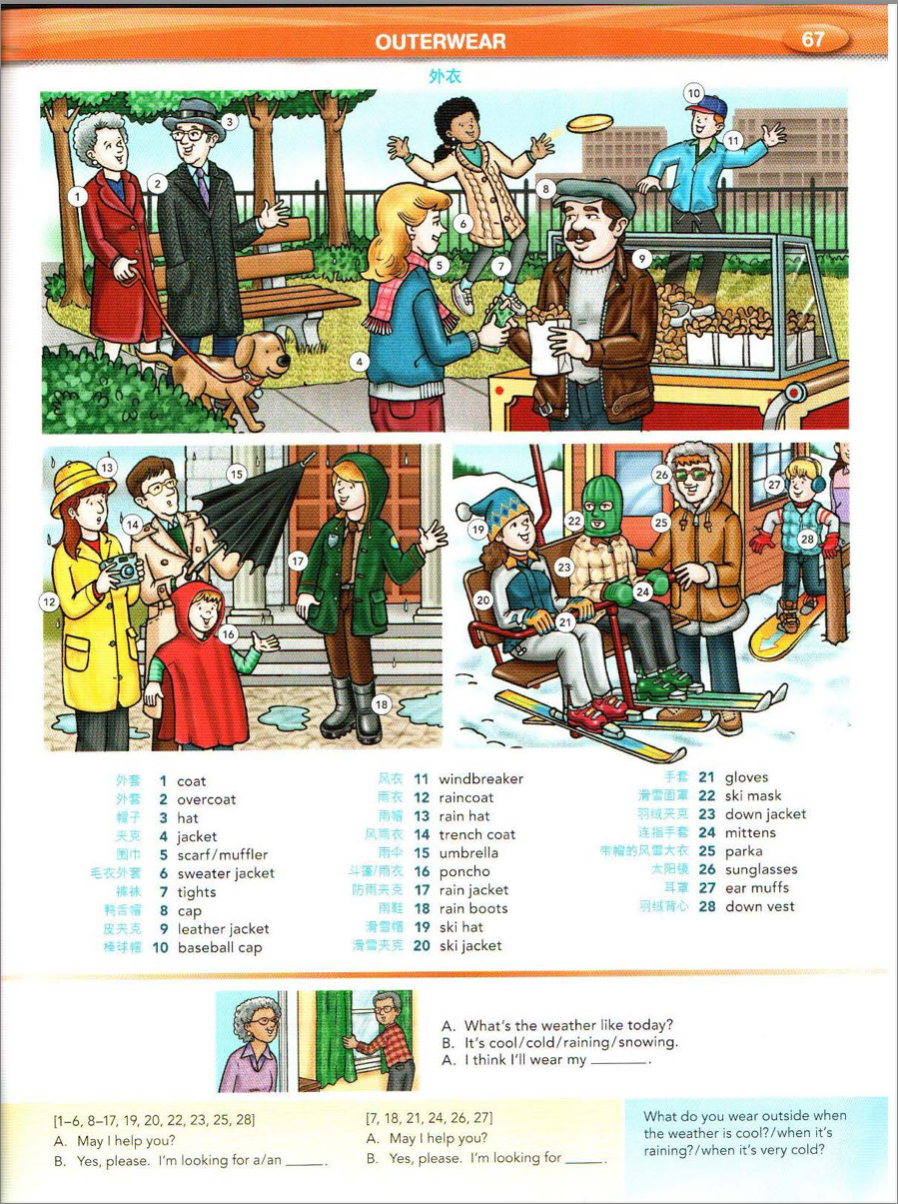 OUTERWEAR
67
外衣
1
2
3
4
5
6
7
8
9
10
11
12
13
14
15
16
17
18
19
20
21
22
23
24
25
26
27
28
外套 1 coat
外套 2 overcoat
帽子 3 hat
夹克 4 jacket
围巾 5 scarf/muffler
毛衣外套 6 sweater jacket
裤袜 7 tights
鸭舌帽 8 cap
皮夹克 9 leather jacket
棒球帽 10 baseball cap
风衣 11 windbreaker
雨衣 12 raincoat
雨帽 13 rain hat
风雨衣 14 trench coat
雨伞 15 umbrella
斗篷/雨衣 16 poncho
防雨夹克 17 rain jacket
雨鞋 18 rain boots
滑雪帽 19 ski hat
滑雪夹克 20 ski jacket
手套 21 gloves
滑雪面罩 22 ski mask
羽绒夹克 23 down jacket
连指手套 24 mittens
带帽的风雪大衣 25 parka
太阳镜 26 sunglasses
耳罩 27 ear muffs
羽绒背心 28 down vest
A. What's the weather like today?
B. It's cool/cold/raining/snowing.
A. I think I'll wear my ______.
[1–6, 8–17, 19, 20, 22, 23, 25, 28]
A. May I help you?
B. Yes, please. I'm looking for a/an _____.
[7, 18, 21, 24, 26, 27]
A. May I help you?
B. Yes, please. I'm looking for _____.
What do you wear outside when
the weather is cool?/when it's
raining?/when it's very cold?